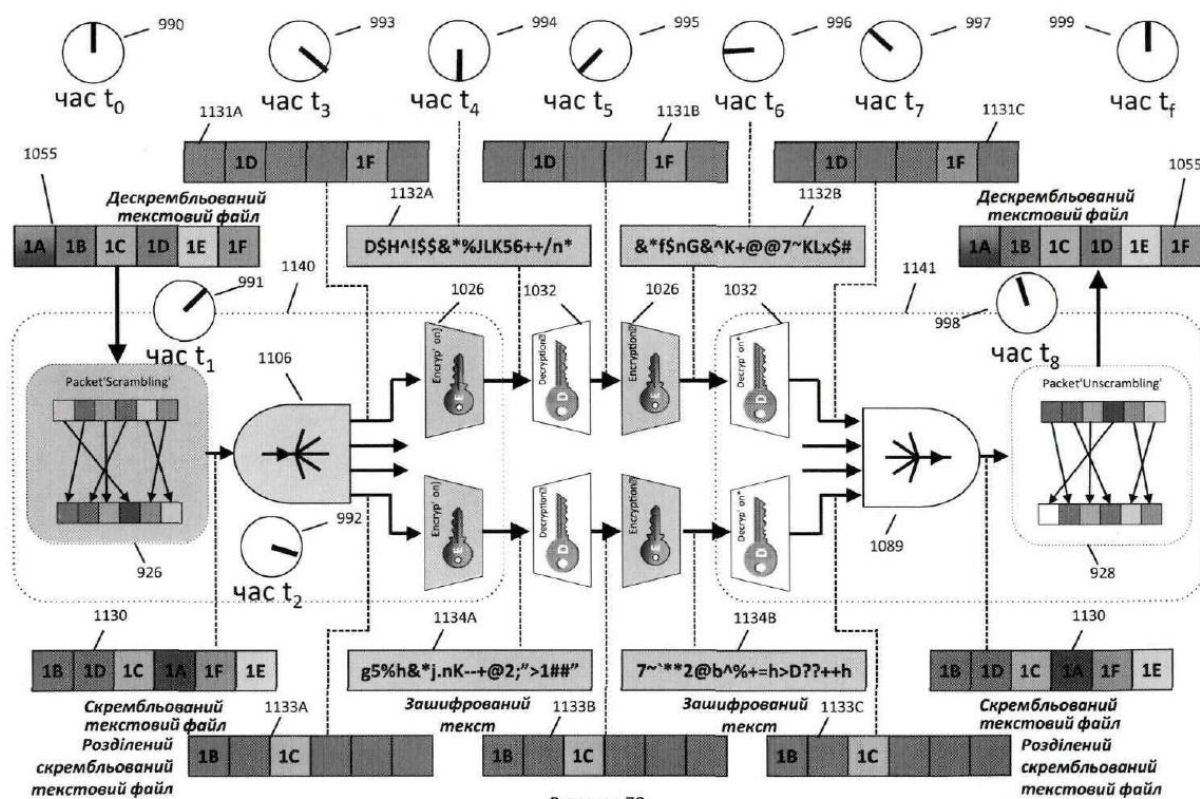 990
993
994
995
996
997
999
час t0
час t3
час t4
час t5
час t6
час t7
час tf
1131A
1131B
1131C
1D 1F
1D 1F
1D 1F
1055
1132A
1132B
1055
Дескрембльований
текстовий файл
Дескрембльований
текстовий файл
1A 1B 1C 1D 1E 1F
D$H^!$$&*%JLK56++/n*
&*f$nG&^K+@@7~KLx$#
1A 1B 1C 1D 1E 1F
991
1140
1026
1032
1026
1032
1141
998
час t1
час t8
1106
Packet'Scrambling'
Packet'Unscrambling'
E
D
E
D
E
D
E
D
992
926
час t2
1089
928
1130
1134A
1134B
1130
1B 1D 1C 1A 1F 1E
g5%h&*j.nK--+@2;”>1##”
7~`**2@b^%+=h>D??++h
1B 1D 1C 1A 1F 1E
Скрембльований
текстовий файл
Зашифрований
текст
Зашифрований
текст
Скрембльований
текстовий файл
1133A
1133B
1133C
Розділений
скрембльований
текстовий файл
1B 1C
1B 1C
1B 1C
Розділений
скрембльований
текстовий файл